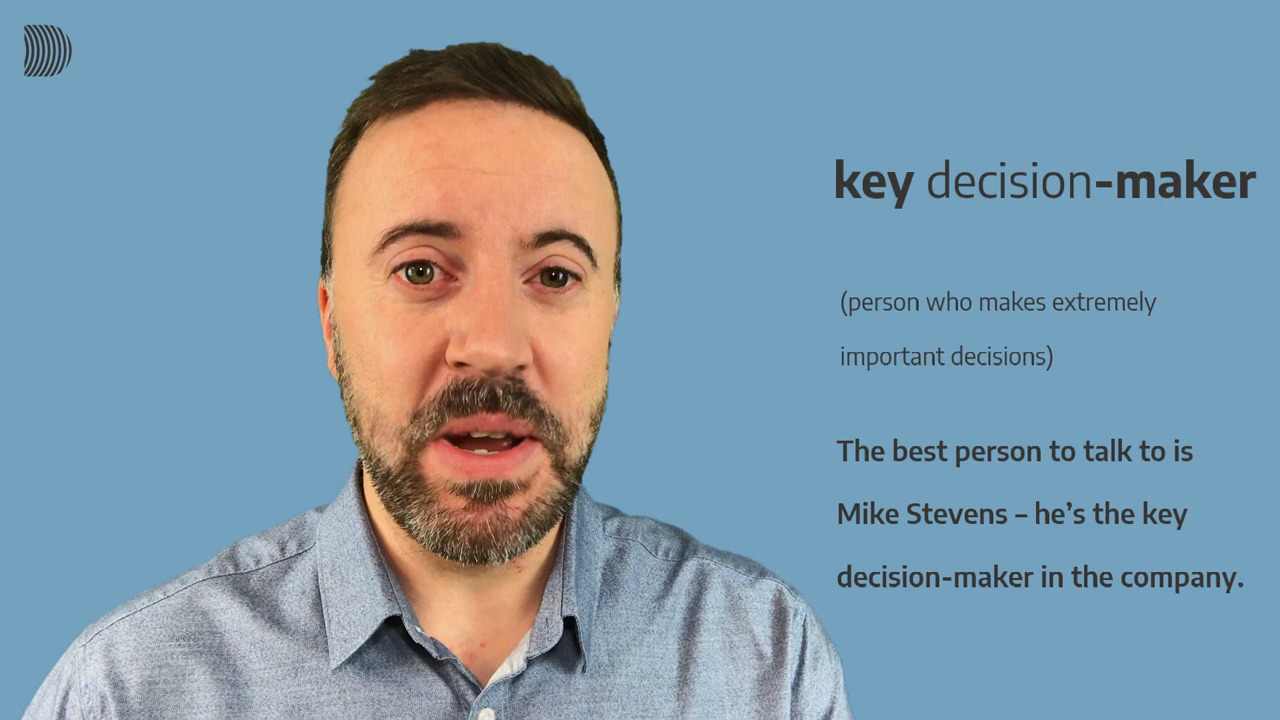 key decision-maker
(person who makes extremely
important decisions)
The best person to talk to is
Mike Stevens – he’s the key
decision-maker in the company.